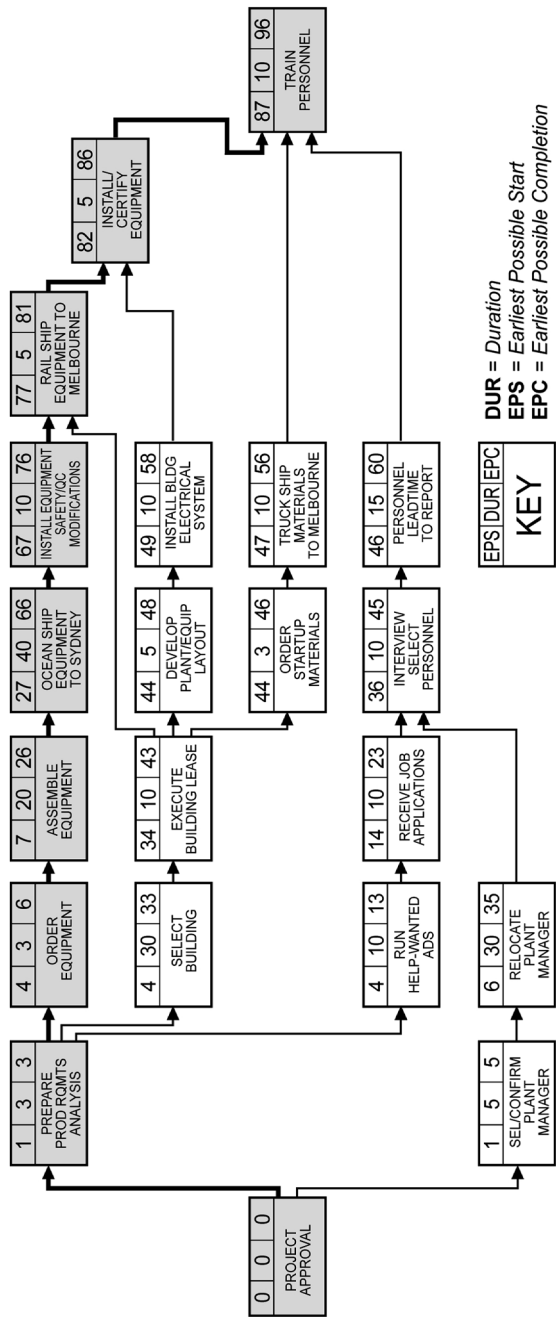 0 0 0
PROJECT
APPROVAL
1 3 3
PREPARE
PROD RQMTS
ANALYSIS
4 3 6
ORDER
EQUIPMENT
7 20 26
ASSEMBLE
EQUIPMENT
27 40 66
OCEAN SHIP
EQUIPMENT
TO SYDNEY
67 10 76
INSTALL EQUIPMENT
SAFETY/QC
MODIFICATIONS
77 5 81
RAIL SHIP
EQUIPMENT TO
MELBOURNE
82 5 86
INSTALL/
CERTIFY
EQUIPMENT
87 10 96
TRAIN
PERSONNEL
4 30 33
SELECT
BUILDING
34 10 43
EXECUTE
BUILDING LEASE
44 5 48
DEVELOP
PLANT/EQUIP
LAYOUT
49 10 58
INSTALL BLDG
ELECTRICAL
SYSTEM
44 3 46
ORDER
STARTUP
MATERIALS
47 10 56
TRUCK SHIP
MATERIALS
TO MELBOURNE
4 10 13
RUN
HELP-WANTED
ADS
14 10 23
RECEIVE JOB
APPLICATIONS
36 10 45
INTERVIEW
SELECT
PERSONNEL
46 15 60
PERSONNEL
LEADTIME
TO REPORT
1 5 5
SEL/CONFIRM
PLANT
MANAGER
6 30 35
RELOCATE
PLANT
MANAGER
EPS DUR EPC
KEY
DUR = Duration
EPS = Earliest Possible Start
EPC = Earliest Possible Completion